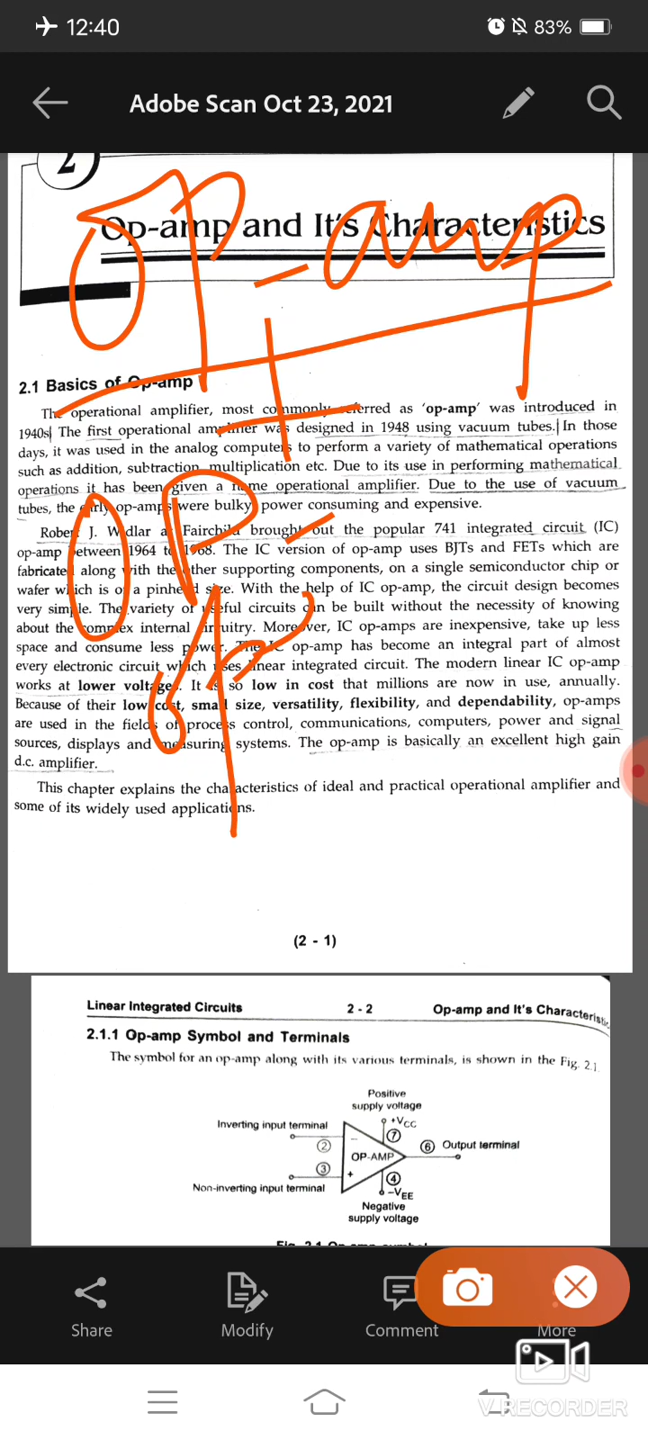 12:40
83%
Adobe Scan Oct 23, 2021
2
Op-amp and It's Characteristics
op-amp
2.1 Basics of Op-amp
The operational amplifier, most commonly referred as 'op-amp' was introduced in
1940s. The first operational amplifier was designed in 1948 using vacuum tubes. In those
days, it was used in the analog computers to perform a variety of mathematical operations
such as addition, subtraction, multiplication etc. Due to its use in performing mathematical
operations it has been given a name operational amplifier. Due to the use of vacuum
tubes, the early op-amps were bulky, power consuming and expensive.
Robert J. Widlar at Fairchild brought out the popular 741 integrated circuit (IC)
op-amp between 1964 to 1968. The IC version of op-amp uses BJTs and FETs which are
fabricated along with the other supporting components, on a single semiconductor chip or
wafer which is of a pinhead size. With the help of IC op-amp, the circuit design becomes
very simple. The variety of useful circuits can be built without the necessity of knowing
about the complex internal circuitry. Moreover, IC op-amps are inexpensive, take up less
space and consume less power. The IC op-amp has become an integral part of almost
every electronic circuit which uses linear integrated circuit. The modern linear IC op-amp
works at lower voltages. It is so low in cost that millions are now in use, annually.
Because of their low cost, small size, versatility, flexibility, and dependability, op-amps
are used in the fields of process control, communications, computers, power and signal
sources, displays and measuring systems. The op-amp is basically an excellent high gain
d.c. amplifier.
OP-
This chapter explains the characteristics of ideal and practical operational amplifier and
some of its widely used applications.
(2 - 1)
Linear Integrated Circuits 2 - 2 Op-amp and It's Characteristic
2.1.1 Op-amp Symbol and Terminals
The symbol for an op-amp along with its various terminals, is shown in the Fig. 2.1.
Positive
supply voltage
+VCC
Inverting input terminal
7
2
6 Output terminal
OP-AMP
3
4
Non-inverting input terminal
-VEE
Negative
supply voltage
Share
Modify
Comment
More
V RECORDER